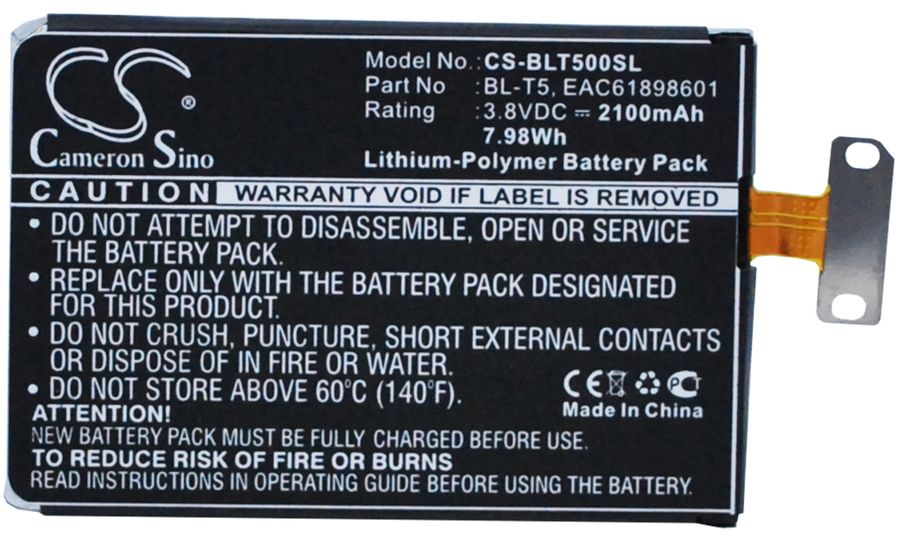 CS ®
Cameron Sino
Model No. : CS-BLT500SL
Part No : BL-T5, EAC61898601
Rating : 3.8VDC ⎓ 2100mAh
7.98Wh
Lithium-Polymer Battery Pack
CAUTION WARRANTY VOID IF LABEL IS REMOVED
• DO NOT ATTEMPT TO DISASSEMBLE, OPEN OR SERVICE
THE BATTERY PACK.
• REPLACE ONLY WITH THE BATTERY PACK DESIGNATED
FOR THIS PRODUCT.
• DO NOT CRUSH, PUNCTURE, SHORT EXTERNAL CONTACTS
OR DISPOSE OF IN FIRE OR WATER.
• DO NOT STORE ABOVE 60°C (140°F).
CE PCT
Made In China
ATTENTION!
NEW BATTERY PACK MUST BE FULLY CHARGED BEFORE USE.
TO REDUCE RISK OF FIRE OR BURNS
READ INSTRUCTIONS IN OPERATING GUIDE BEFORE USING THE BATTERY.